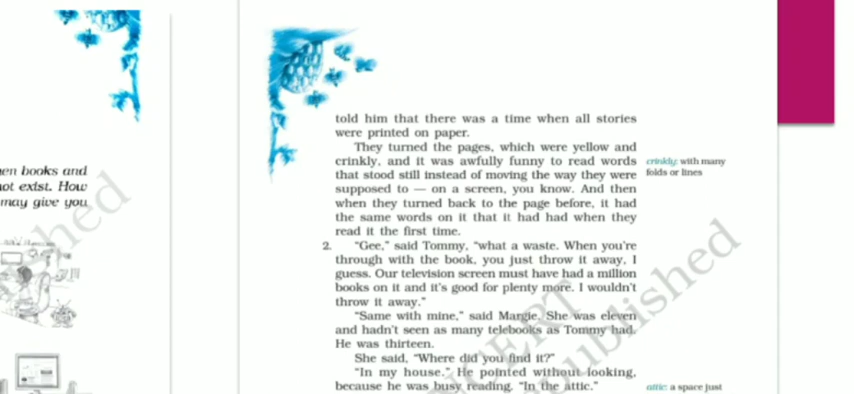 en books and
ot exist. How
may give you
told him that there was a time when all stories
were printed on paper.
They turned the pages, which were yellow and
crinkly, and it was awfully funny to read words
that stood still instead of moving the way they were
supposed to — on a screen, you know. And then
when they turned back to the page before, it had
the same words on it that it had had when they
read it the first time.
crinkly: with many
folds or lines
2. “Gee,” said Tommy, “what a waste. When you're
through with the book, you just throw it away, I
guess. Our television screen must have had a million
books on it and it's good for plenty more. I wouldn't
throw it away.”
“Same with mine,” said Margie. She was eleven
and hadn't seen as many telebooks as Tommy had.
He was thirteen.
She said, “Where did you find it?”
“In my house.” He pointed without looking,
because he was busy reading. “In the attic.”
attic: a space just
shed
NCERT
published